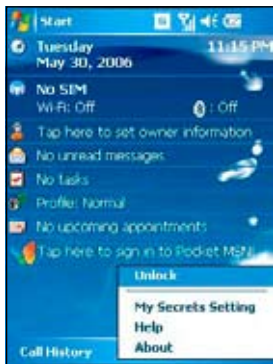 Start
Tuesday 11:15 PM
May 30, 2006
No SIM
Wi-Fi: Off : Off
Tap here to set owner information
No unread messages
No tasks
Profile: Normal
No upcoming appointments
Tap here to sign in to Pocket MSN!
Unlock
My Secrets Setting
Help
About
Call History